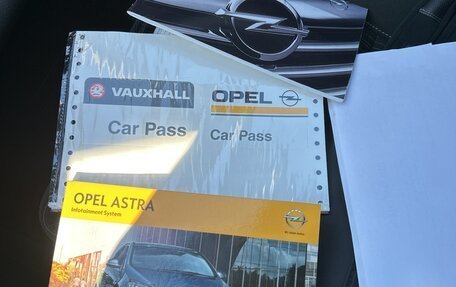 VAUXHALL
Car Pass
OPEL
Car Pass
OPEL ASTRA
Infotainment System